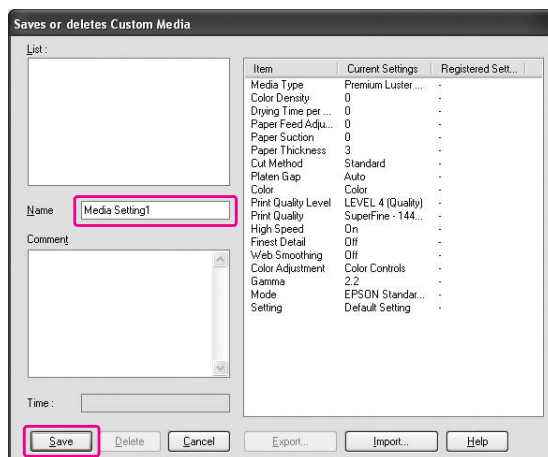 Saves or deletes Custom Media
List :
Name Media Setting1
Comment
Time :
Item Current Settings Registered Sett...
Media Type Premium Luster ... -
Color Density 0 -
Drying Time per ... 0 -
Paper Feed Adju... 0 -
Paper Suction 0 -
Paper Thickness 3 -
Cut Method Standard -
Platen Gap Auto -
Color Color -
Print Quality Level LEVEL 4 (Quality) -
Print Quality SuperFine - 144... -
High Speed On -
Finest Detail Off -
Web Smoothing Off -
Color Adjustment Color Controls -
Gamma 2.2 -
Mode EPSON Standar... -
Setting Default Setting -
Save Delete Cancel Export... Import... Help